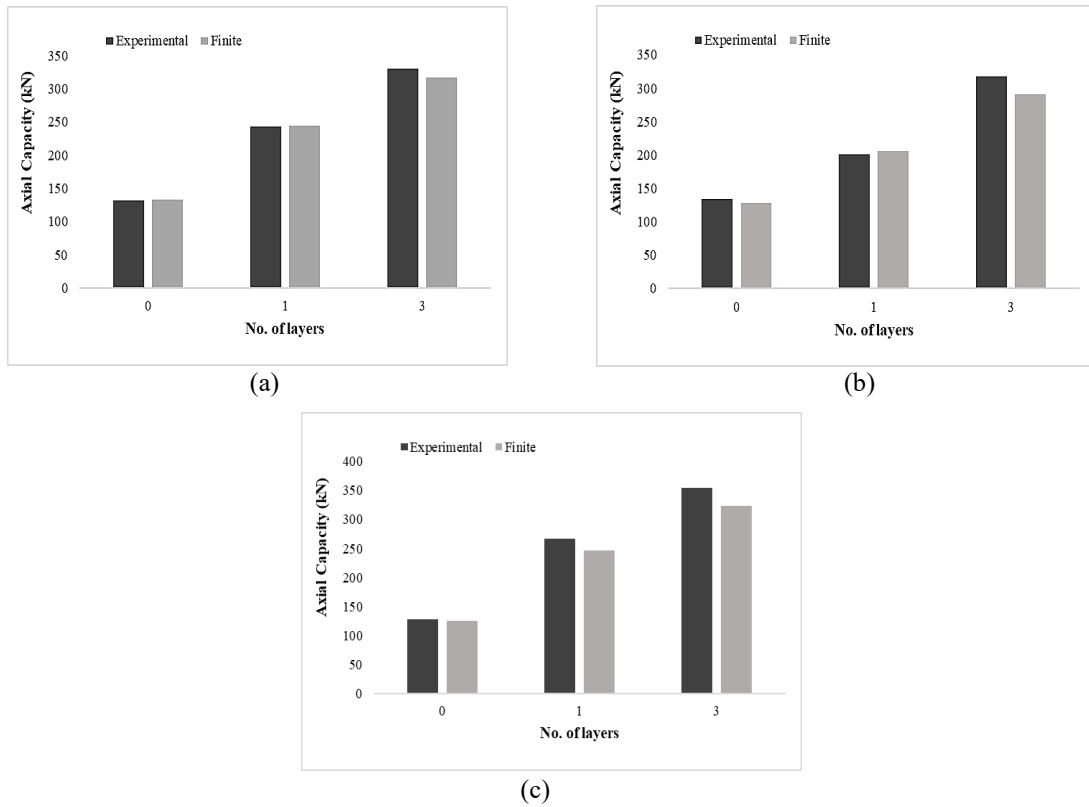 Experimental Finite
Axial Capacity (kN)
350
300
250
200
150
100
50
0
0 1 3
No. of layers
(a)
Experimental Finite
Axial Capacity (kN)
350
300
250
200
150
100
50
0
0 1 3
No. of layers
(b)
Experimental Finite
Axial Capacity (kN)
400
350
300
250
200
150
100
50
0
0 1 3
No. of layers
(c)